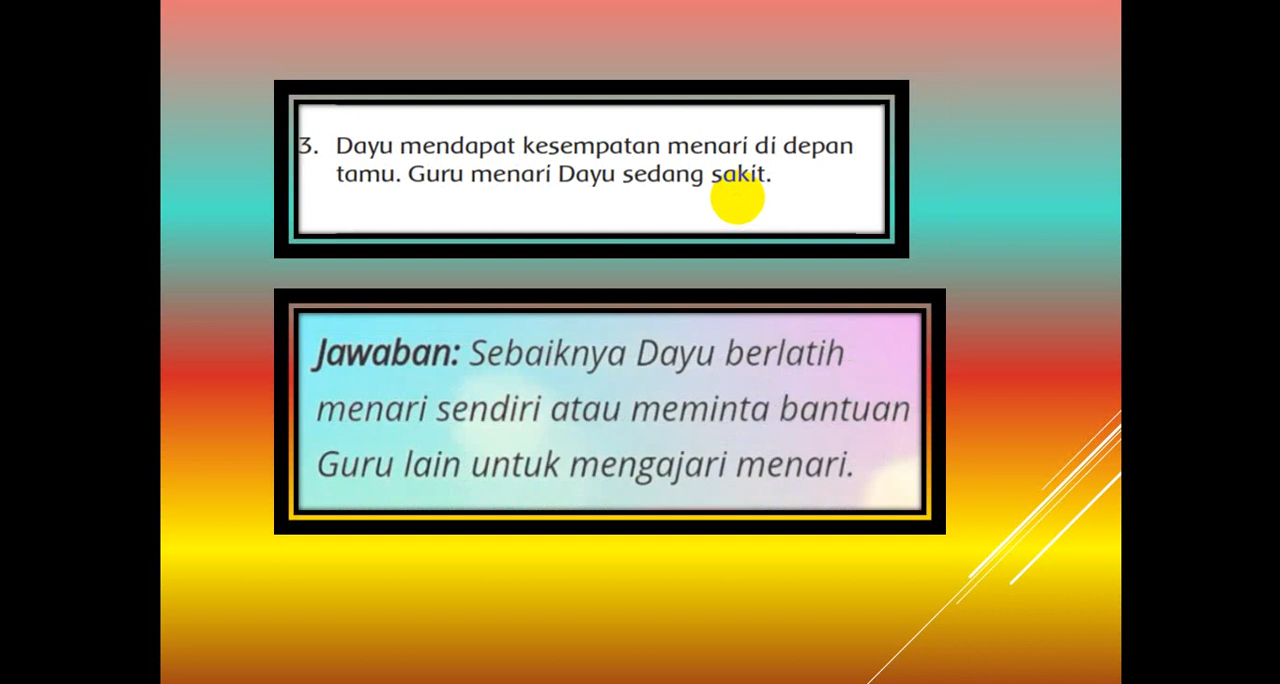 3. Dayu mendapat kesempatan menari di depan
tamu. Guru menari Dayu sedang sakit.
Jawaban: Sebaiknya Dayu berlatih
menari sendiri atau meminta bantuan
Guru lain untuk mengajari menari.